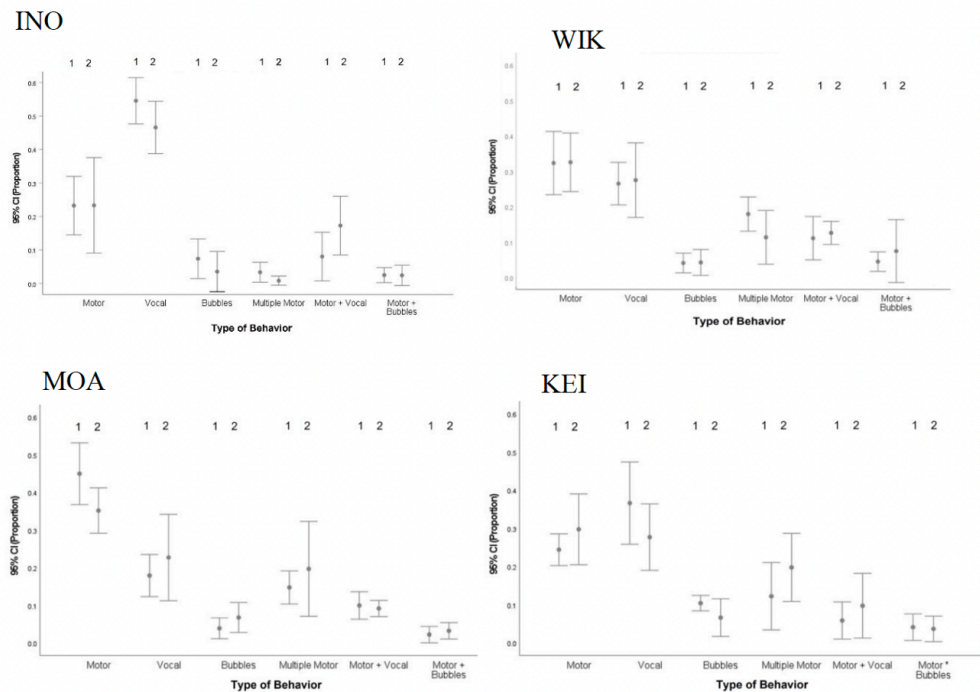 INO
1 2 1 2 1 2 1 2 1 2 1 2
0.6
0.5
0.4
0.3
0.2
0.1
0.0
95% CI (Proportion)
Motor Vocal Bubbles Multiple Motor Motor + Vocal Motor +
Bubbles
Type of Behavior
WIK
1 2 1 2 1 2 1 2 1 2 1 2
0.6
0.5
0.4
0.3
0.2
0.1
0.0
95% CI (Proportion)
Motor Vocal Bubbles Multiple Motor Motor + Vocal Motor +
Bubbles
Type of Behavior
MOA
1 2 1 2 1 2 1 2 1 2 1 2
0.6
0.5
0.4
0.3
0.2
0.1
0.0
95% CI (Proportion)
Motor Vocal Bubbles Multiple Motor Motor + Vocal Motor +
Bubbles
Type of Behavior
KEI
1 2 1 2 1 2 1 2 1 2 1 2
0.6
0.5
0.4
0.3
0.2
0.1
0.0
95% CI (Proportion)
Motor Vocal Bubbles Multiple Motor Motor + Vocal Motor *
Bubbles
Type of Behavior